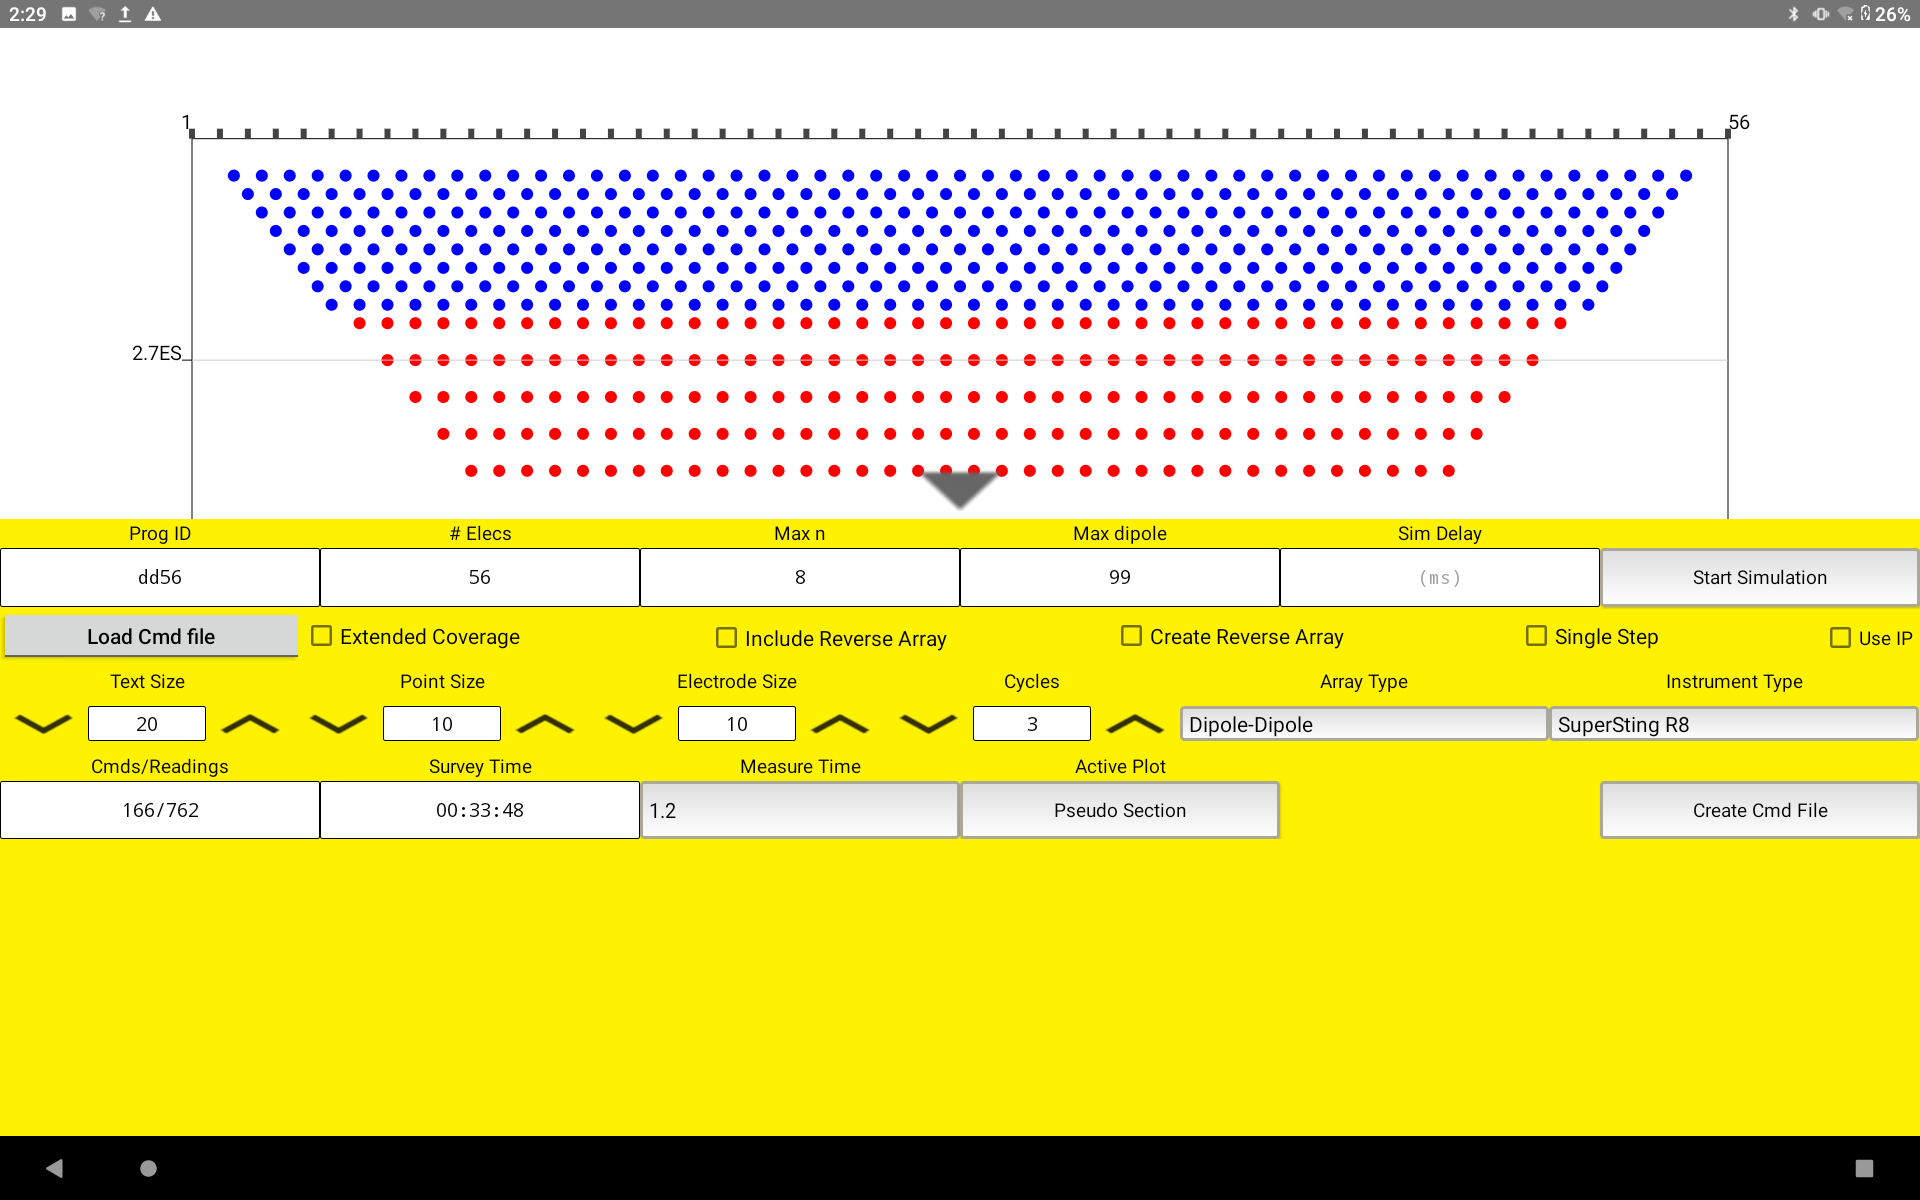 2:29 26%
1 56
2.7ES
Prog ID # Elecs Max n Max dipole Sim Delay
dd56 56 8 99 (ms) Start Simulation
Load Cmd file Extended Coverage Include Reverse Array Create Reverse Array Single Step Use IP
Text Size Point Size Electrode Size Cycles Array Type Instrument Type
20 10 10 3 Dipole-Dipole SuperSting R8
Cmds/Readings Survey Time Measure Time Active Plot
166/762 00:33:48 1.2 Pseudo Section Create Cmd File